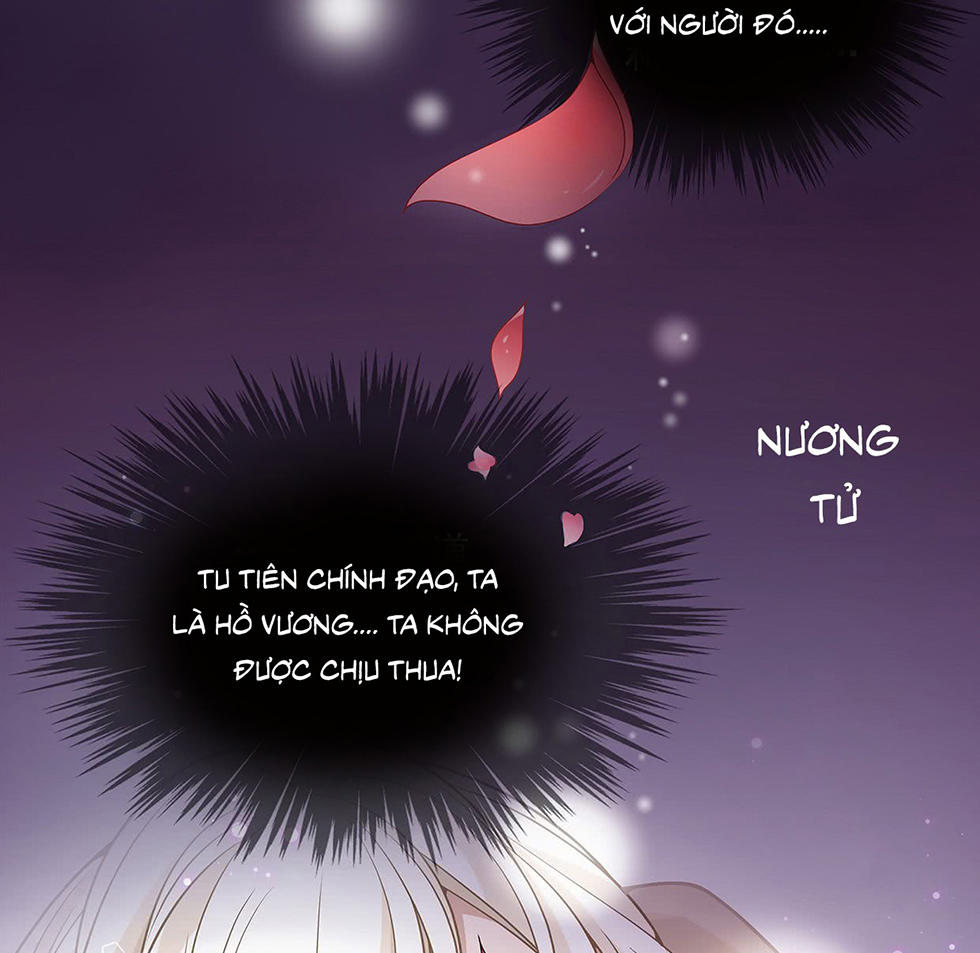 VỚI NGƯỜI ĐÓ.....
NƯƠNG
TỬ
TU TIÊN CHÍNH ĐẠO, TA
LÀ HỒ VƯƠNG.... TA KHÔNG
ĐƯỢC CHỊU THUA!